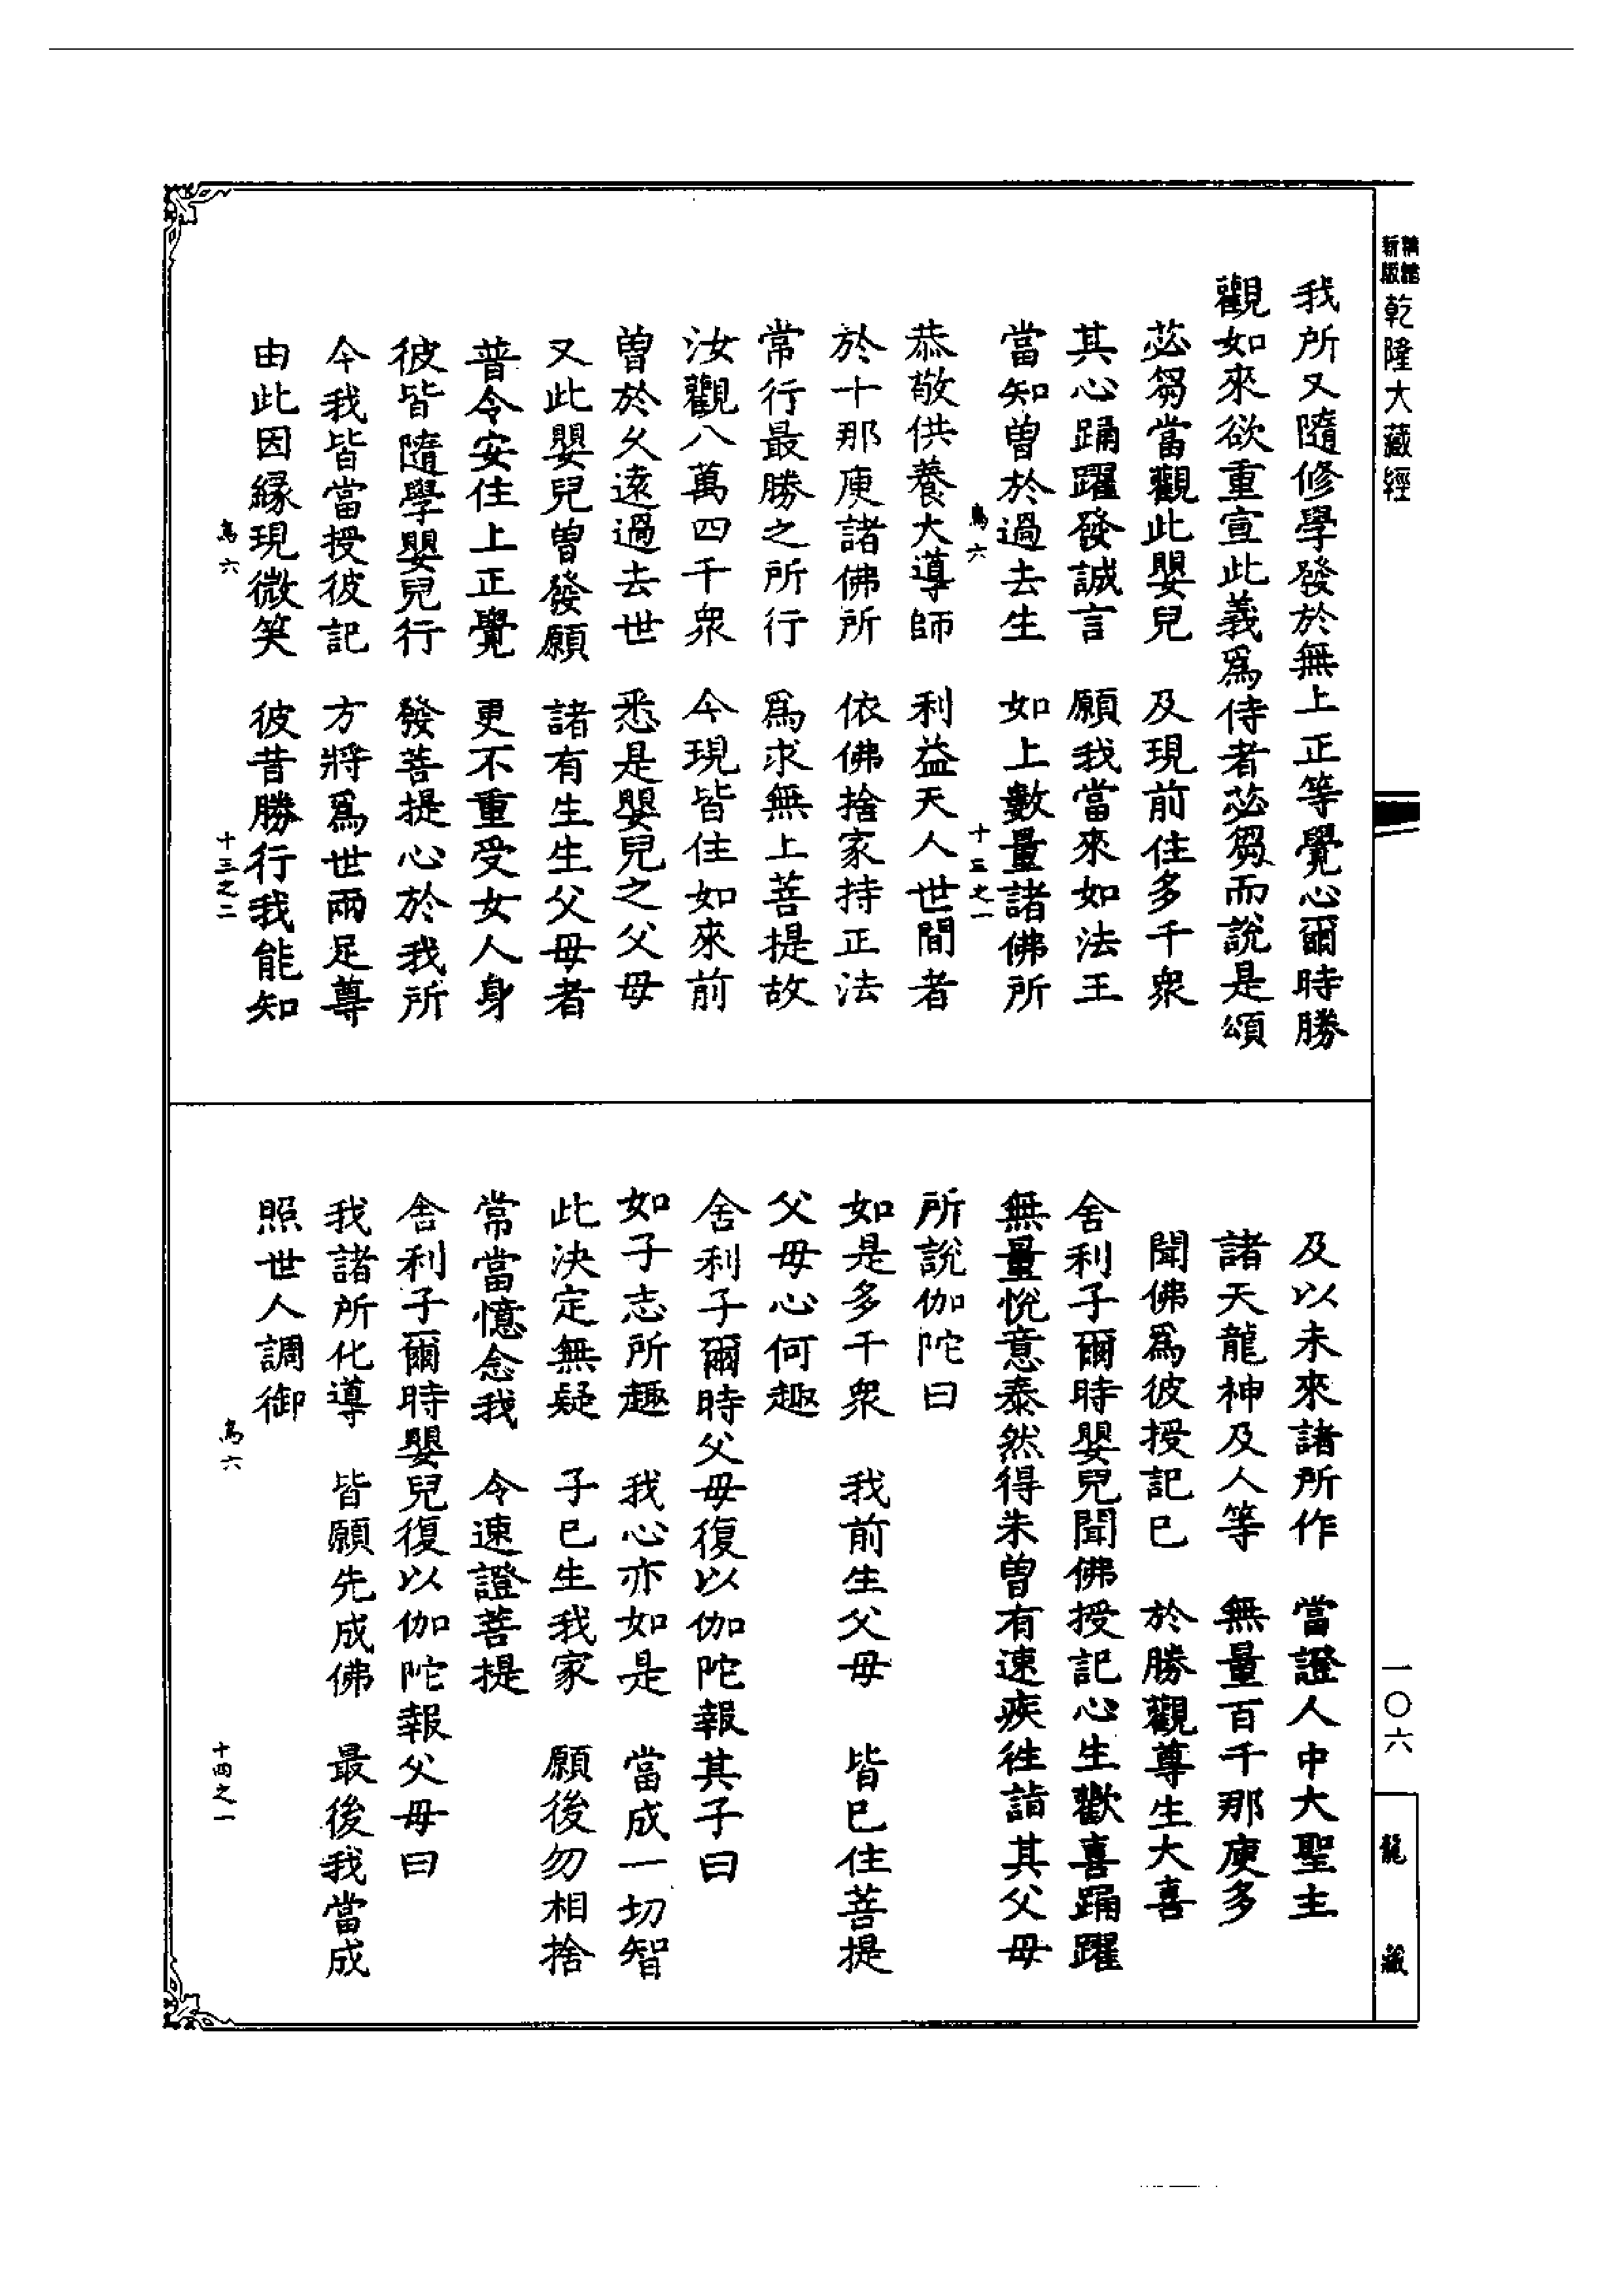 新版
精裝
乾隆大藏經
我所又隨修學發於無上正等覺心爾時勝
觀如來欲重宣此義爲侍者苾芻而說是頌
苾芻當觀此嬰兒　及現前住多千衆
其心踊躍發誠言　願我當來如法王
當知曾於過去生　如上數量諸佛所
鳥六　十三之一
恭敬供養大導師　利益天人世間者
於十那庾諸佛所　依佛捨家持正法
常行最勝之所行　爲求無上菩提故
汝觀八萬四千衆　今現皆住如來前
曾於久遠過去世　悉是嬰兒之父母
又此嬰兒曾發願　諸有生生父母者
普令安住上正覺　更不重受女人身
彼皆隨學嬰兒行　發菩提心於我所
今我皆當授彼記　方將爲世兩足尊
由此因緣現微笑　彼昔勝行我能知
鳥六　十三之二
及以未來諸所作　當證人中大聖主
諸天龍神及人等　無量百千那庾多
聞佛爲彼授記已　於勝觀尊生大喜
舍利子爾時嬰兒聞佛授記心生歡喜踊躍
無量悅意泰然得未曾有速疾往詣其父母
所說伽陀曰
如是多千衆　我前生父母　皆已住菩提
父母心何趣
舍利子爾時父母復以伽陀報其子曰
如子志所趣　我心亦如是　當成一切智
此決定無疑　子已生我家　願後勿相捨
常當憶念我　令速證菩提
舍利子爾時嬰兒復以伽陀報父母曰
我諸所化導　皆願先成佛　最後我當成
照世人調御
鳥六　十四之一
一〇六
龍藏